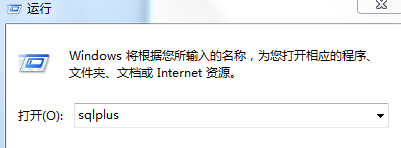 运行
Windows 将根据您所输入的名称，为您打开相应的程序、
文件夹、文档或 Internet 资源。
打开(O): sqlplus